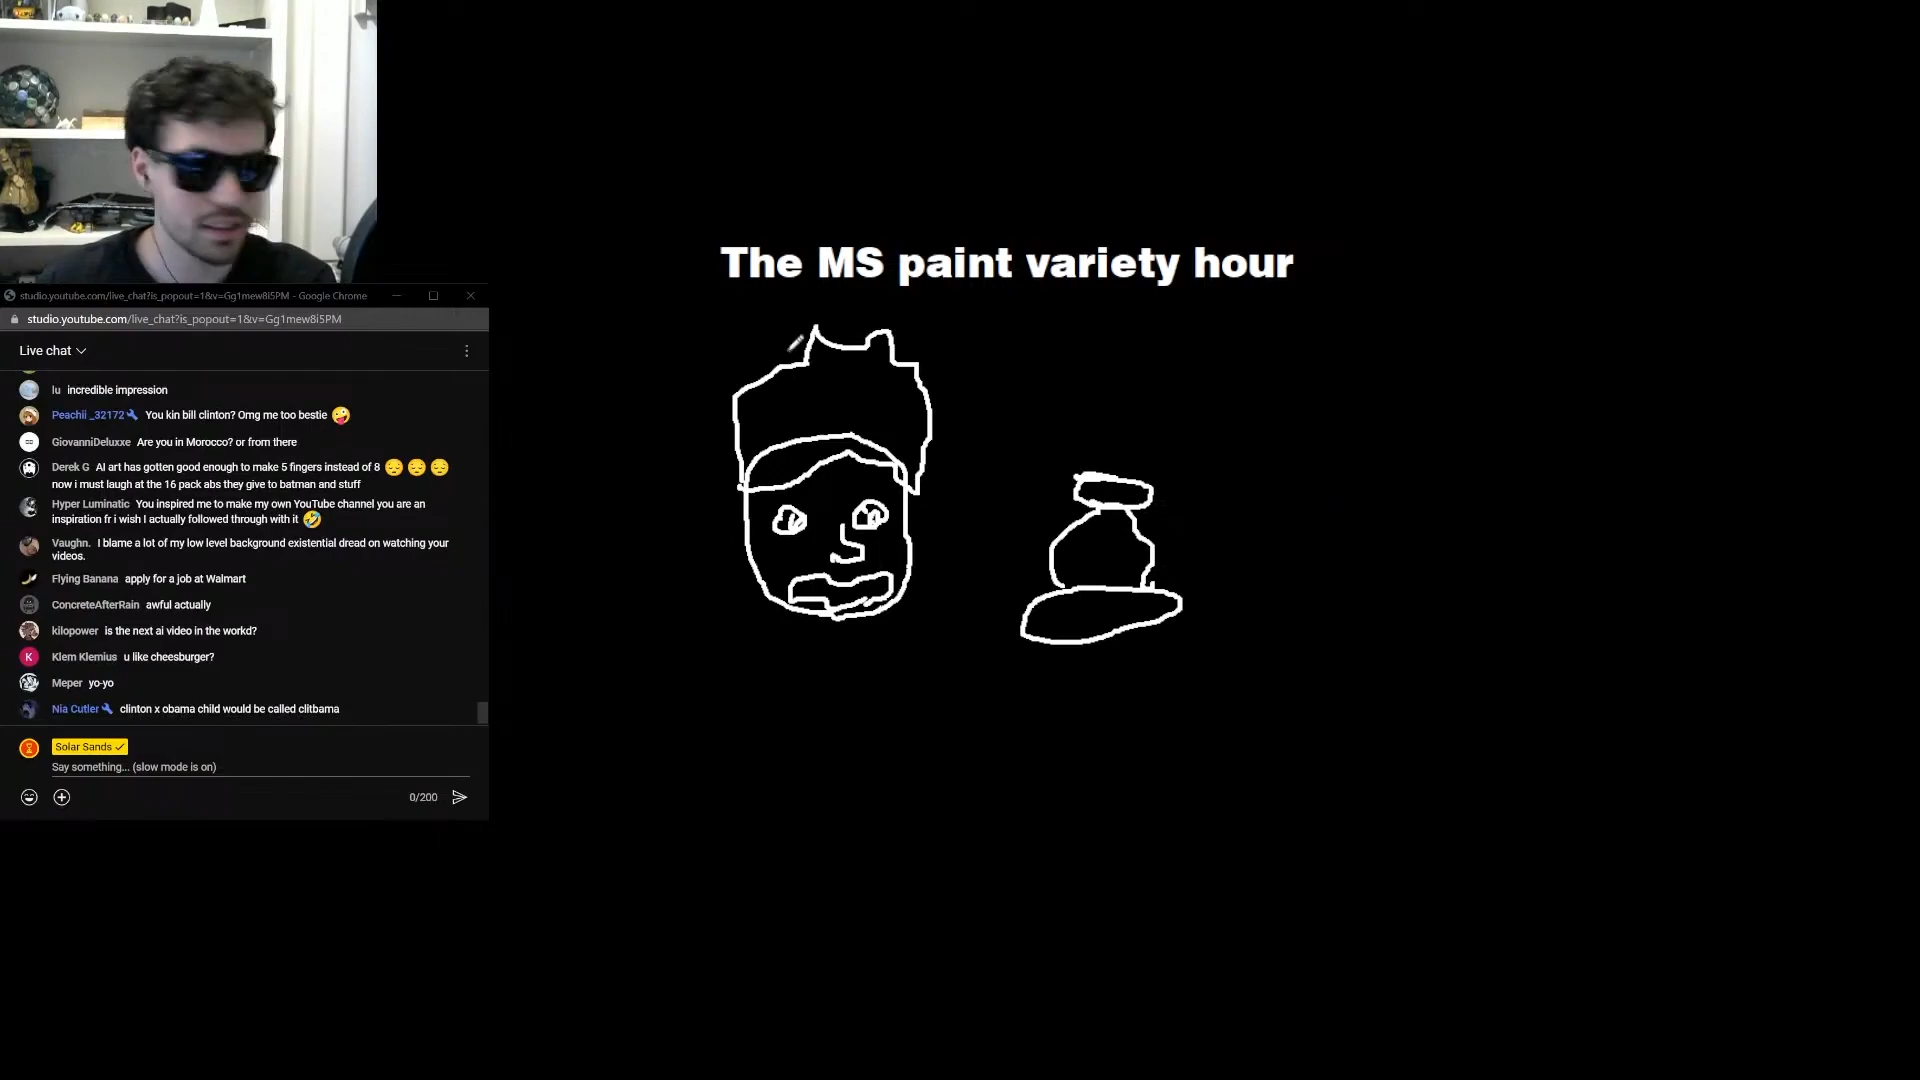 studio.youtube.com/live_chat?is_popout=1&v=Gg1mew8i5PM - Google Chrome
studio.youtube.com/live_chat?is_popout=1&v=Gg1mew8i5PM
Live chat
lu incredible impression
Peachii _32172 You kin bill clinton? Omg me too bestie 🤪
GiovanniDeluxxe Are you in Morocco? or from there
Derek G AI art has gotten good enough to make 5 fingers instead of 8 😔 😔 😔
now i must laugh at the 16 pack abs they give to batman and stuff
Hyper Luminatic You inspired me to make my own YouTube channel you are an
inspiration fr i wish I actually followed through with it 🤣
Vaughn. I blame a lot of my low level background existential dread on watching your
videos.
Flying Banana apply for a job at Walmart
ConcreteAfterRain awful actually
kilopower is the next ai video in the workd?
K Klem Klemius u like cheesburger?
Meper yo-yo
Nia Cutler clinton x obama child would be called clitbama
Solar Sands
Say something... (slow mode is on)
0/200
The MS paint variety hour